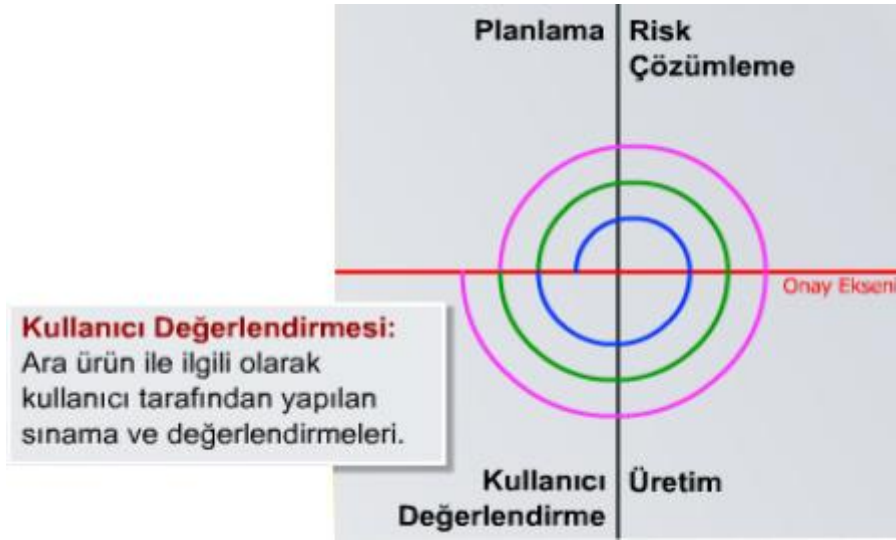 Planlama
Risk
Çözümleme
Onay Ekseni
Kullanıcı Değerlendirmesi:
Ara ürün ile ilgili olarak
kullanıcı tarafından yapılan
sınama ve değerlendirmeleri.
Kullanıcı
Değerlendirme
Üretim